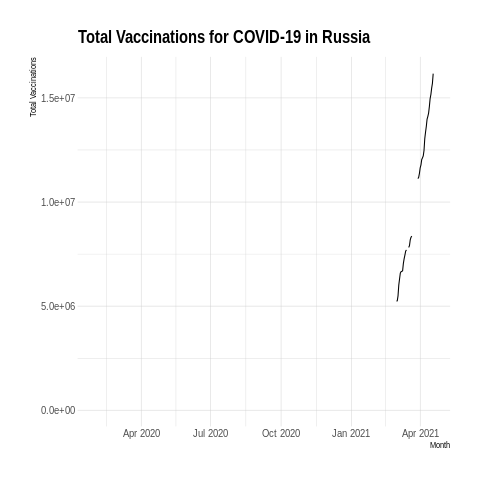 Total Vaccinations for COVID-19 in Russia
Total Vaccinations
1.5e+07
1.0e+07
5.0e+06
0.0e+00
Apr 2020 Jul 2020 Oct 2020 Jan 2021 Apr 2021
Month